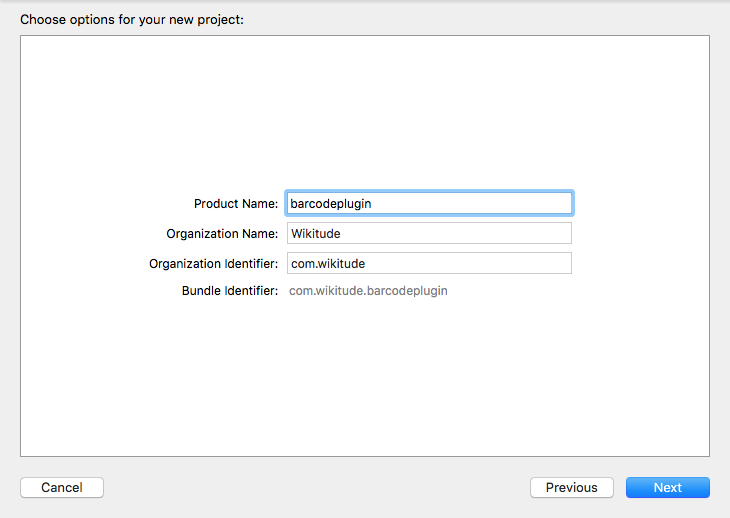 Choose options for your new project:
Product Name: barcodeplugin
Organization Name: Wikitude
Organization Identifier: com.wikitude
Bundle Identifier: com.wikitude.barcodeplugin
Cancel Previous Next